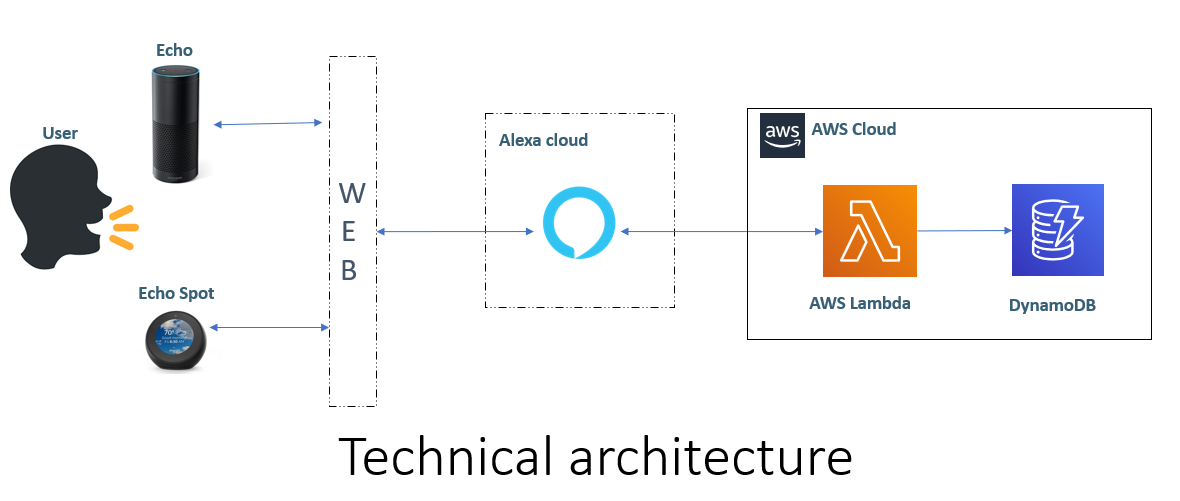 Echo
User
Echo Spot
W
E
B
Alexa cloud
aws
AWS Cloud
AWS Lambda
DynamoDB
Technical architecture